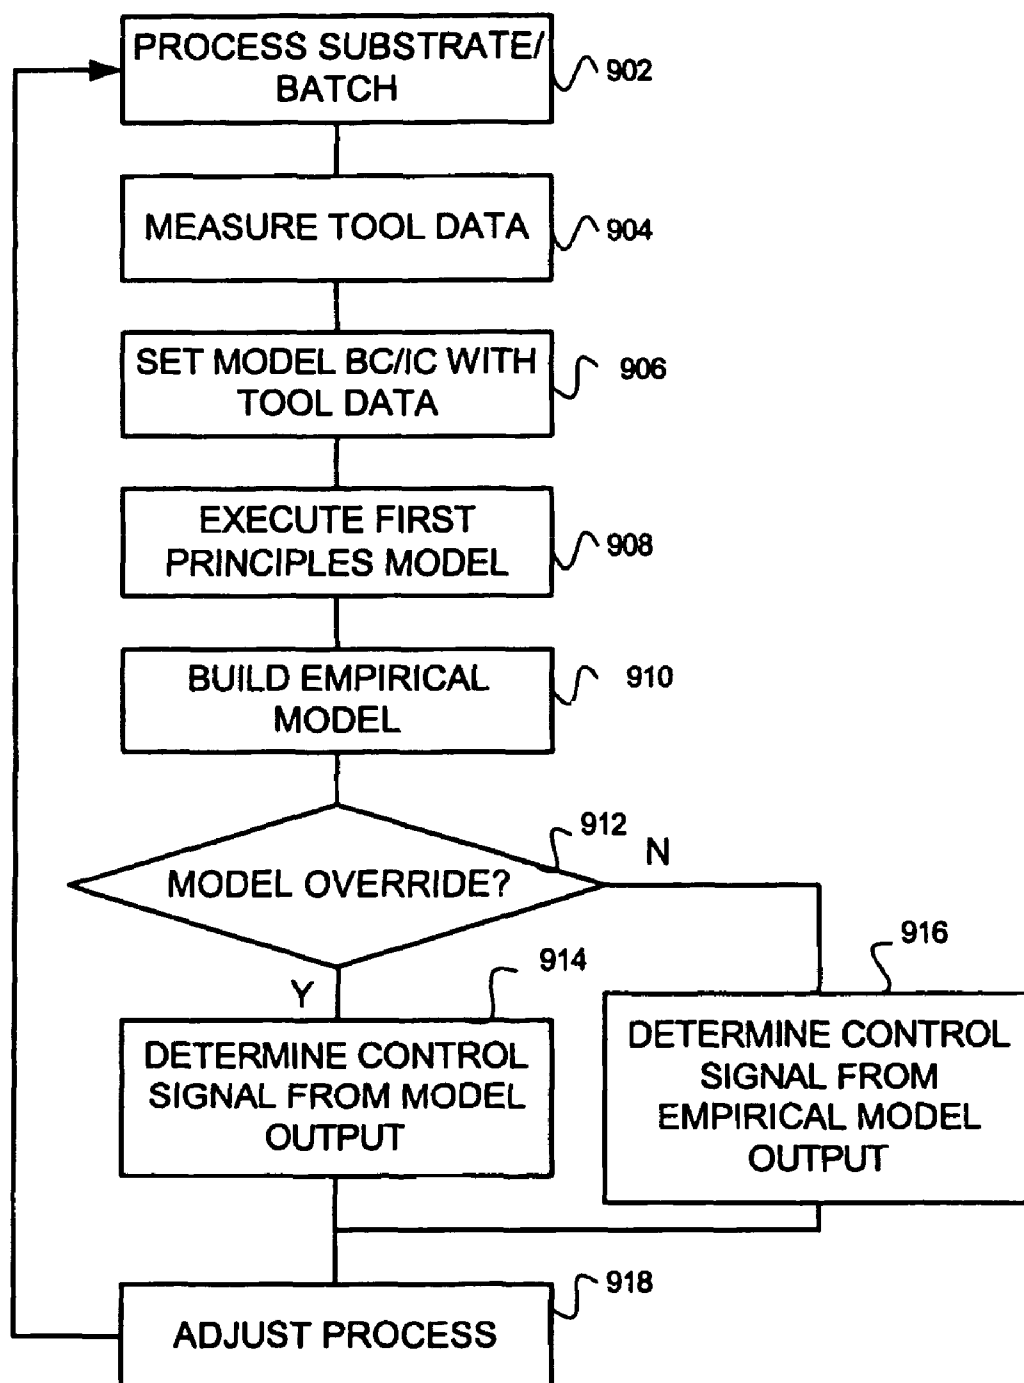 PROCESS SUBSTRATE/
BATCH
902
MEASURE TOOL DATA
904
SET MODEL BC/IC WITH
TOOL DATA
906
EXECUTE FIRST
PRINCIPLES MODEL
908
BUILD EMPIRICAL
MODEL
910
MODEL OVERRIDE?
912
N
Y
914
DETERMINE CONTROL
SIGNAL FROM MODEL
OUTPUT
916
DETERMINE CONTROL
SIGNAL FROM
EMPIRICAL MODEL
OUTPUT
ADJUST PROCESS
918